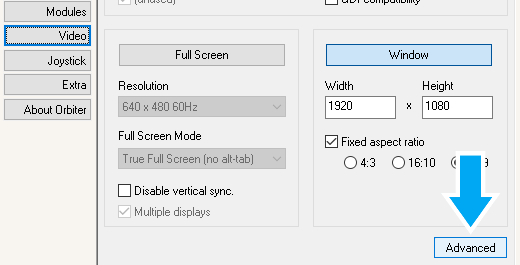 Modules
(unused)
GDI compatibility
Video
Joystick
Extra
About Orbiter
Full Screen
Resolution
640 x 480 60Hz
Full Screen Mode
True Full Screen (no alt-tab)
Disable vertical sync.
Multiple displays
Window
Width
Height
1920
x
1080
Fixed aspect ratio
4:3
16:10
9
Advanced